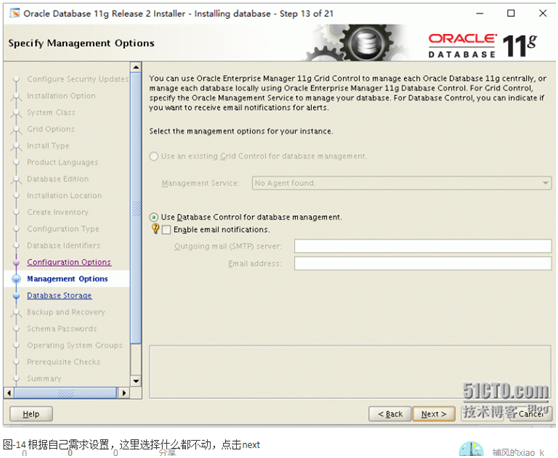 Oracle Database 11g Release 2 Installer - Installing database - Step 13 of 21
Specify Management Options
ORACLE
DATABASE 11g
Configure Security Updates
Installation Option
System Class
Grid Options
Install Type
Product Languages
Database Edition
Installation Location
Create Inventory
Configuration Type
Database Identifiers
Configuration Options
Management Options
Database Storage
Backup and Recovery
Schema Passwords
Operating System Groups
Prerequisite Checks
Summary
You can use Oracle Enterprise Manager 11g Grid Control to manage each Oracle Database 11g centrally, or
manage each database locally using Oracle Enterprise Manager 11g Database Control. For Grid Control,
specify the Oracle Management Service to manage your database. For Database Control, you can indicate if
you want to receive email notifications for alerts.
Select the management options for your instance.
Use an existing Grid Control for database management.
Management Service: No Agent found.
Use Database Control for database management.
Enable email notifications.
Outgoing mail (SMTP) server:
Email address:
Help
< Back
Next >
Cancel
51CTO.com
技术博客 Blog
图-14 根据自己需求设置，这里选择什么都不动，点击next
0 0 分享
辅风的xiao_k